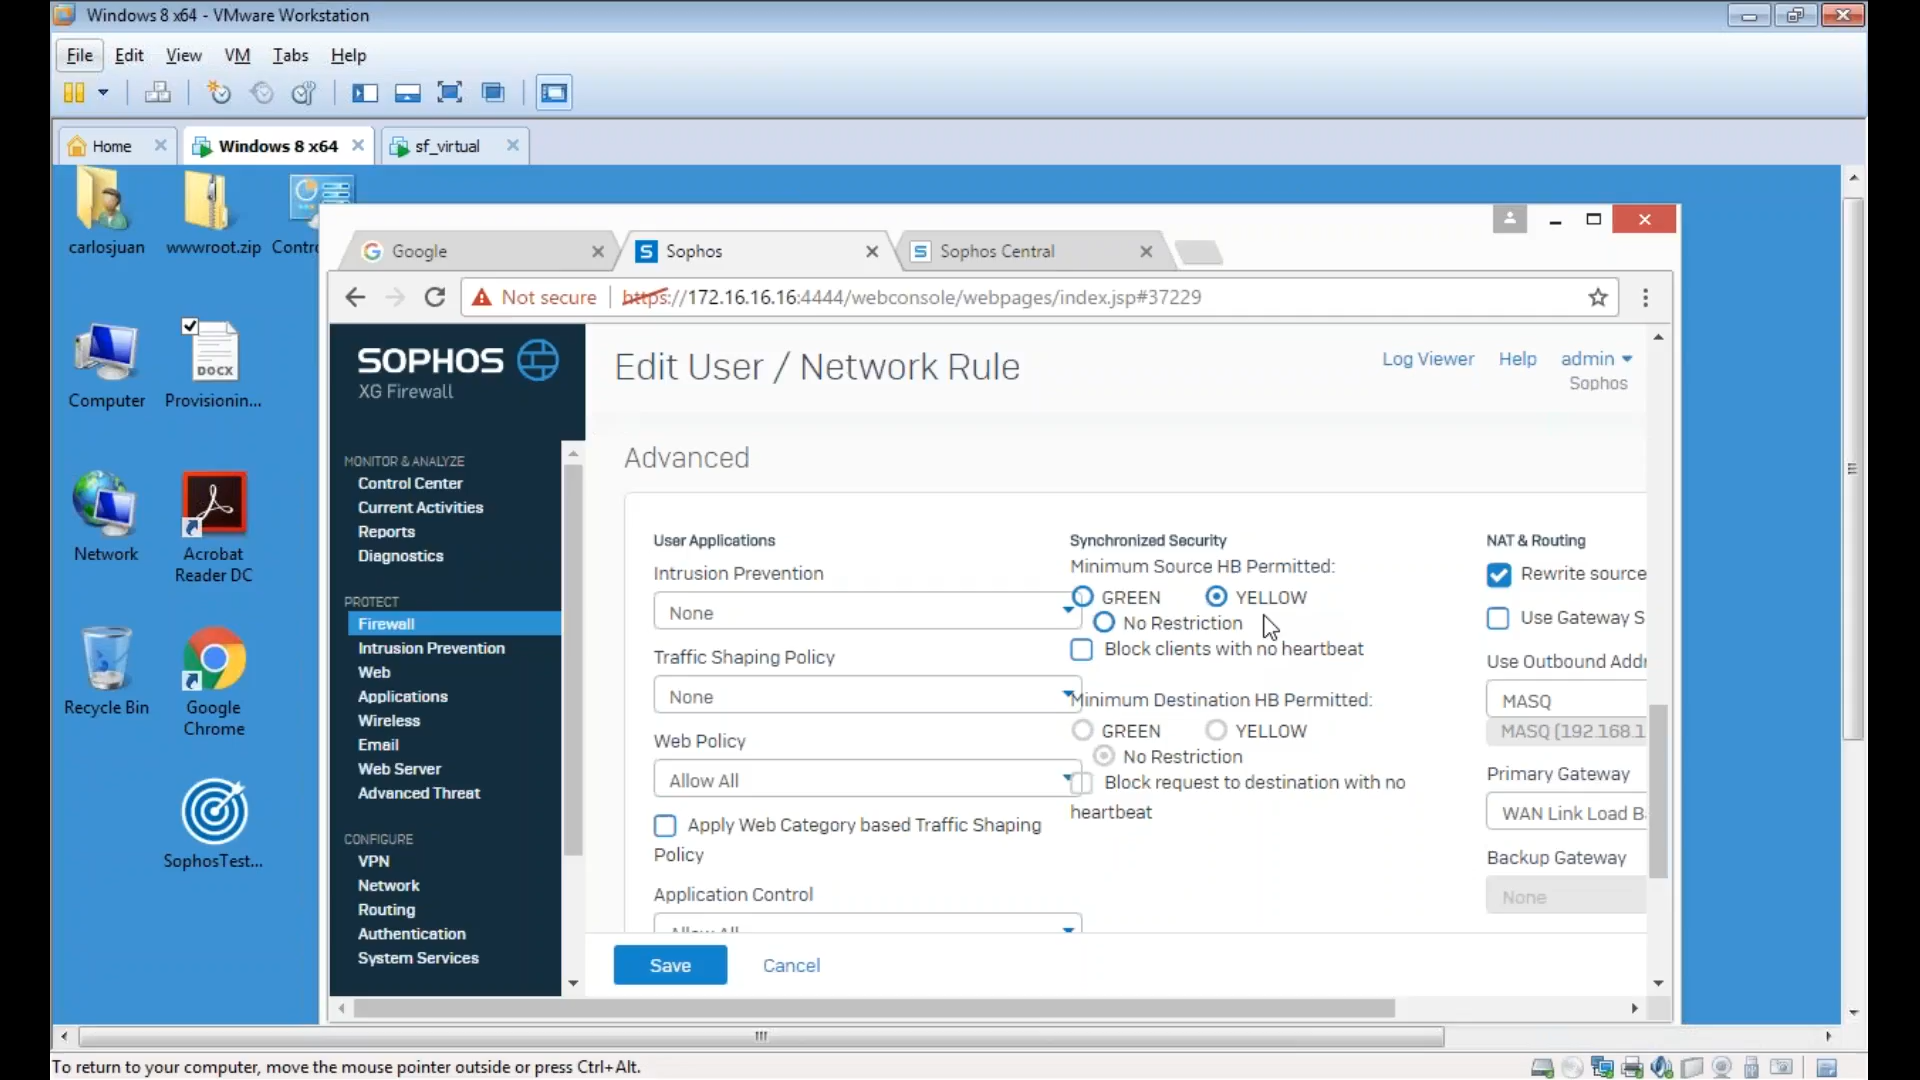 Windows 8 x64 - VMware Workstation
File Edit View VM Tabs Help
Home Windows 8 x64 sf_virtual
carlosjuan
wwwroot.zip
Contro
Computer
DOCX
Provisionin...
Network
Acrobat
Reader DC
Recycle Bin
Google
Chrome
SophosTest...
Google Sophos Sophos Central
Not secure https://172.16.16.16:4444/webconsole/webpages/index.jsp#37229
SOPHOS
XG Firewall
MONITOR & ANALYZE
Control Center
Current Activities
Reports
Diagnostics
PROTECT
Firewall
Intrusion Prevention
Web
Applications
Wireless
Email
Web Server
Advanced Threat
CONFIGURE
VPN
Network
Routing
Authentication
System Services
Edit User / Network Rule
Log Viewer Help admin
Sophos
Advanced
User Applications
Intrusion Prevention
None
Traffic Shaping Policy
None
Web Policy
Allow All
Apply Web Category based Traffic Shaping
Policy
Application Control
Allow All
Synchronized Security
Minimum Source HB Permitted:
GREEN YELLOW
No Restriction
Block clients with no heartbeat
Minimum Destination HB Permitted:
GREEN YELLOW
No Restriction
Block request to destination with no
heartbeat
NAT & Routing
Rewrite source
Use Gateway S
Use Outbound Addr
MASQ
MASQ (192.168.1
Primary Gateway
WAN Link Load B
Backup Gateway
None
Save Cancel
To return to your computer, move the mouse pointer outside or press Ctrl+Alt.